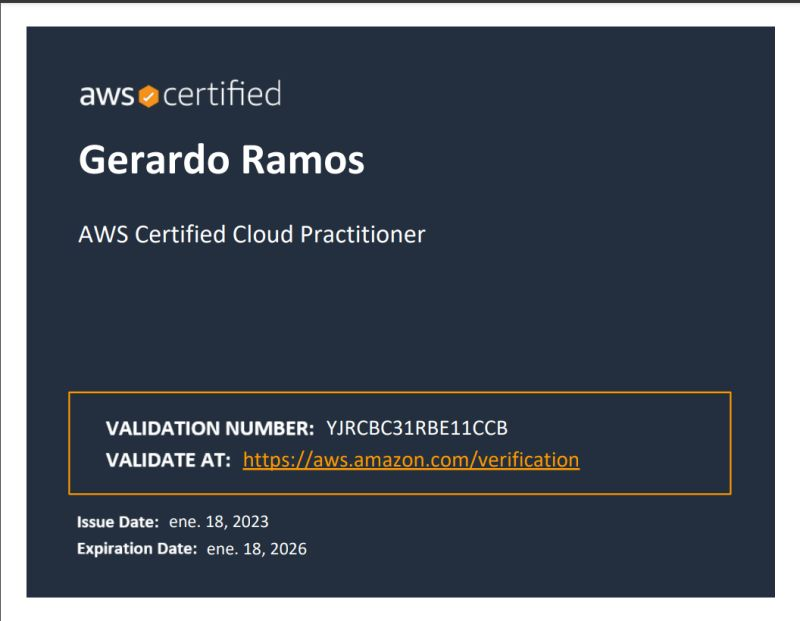 aws certified
Gerardo Ramos
AWS Certified Cloud Practitioner
VALIDATION NUMBER: YJRCBC31RBE11CCB
VALIDATE AT: https://aws.amazon.com/verification
Issue Date: ene. 18, 2023
Expiration Date: ene. 18, 2026